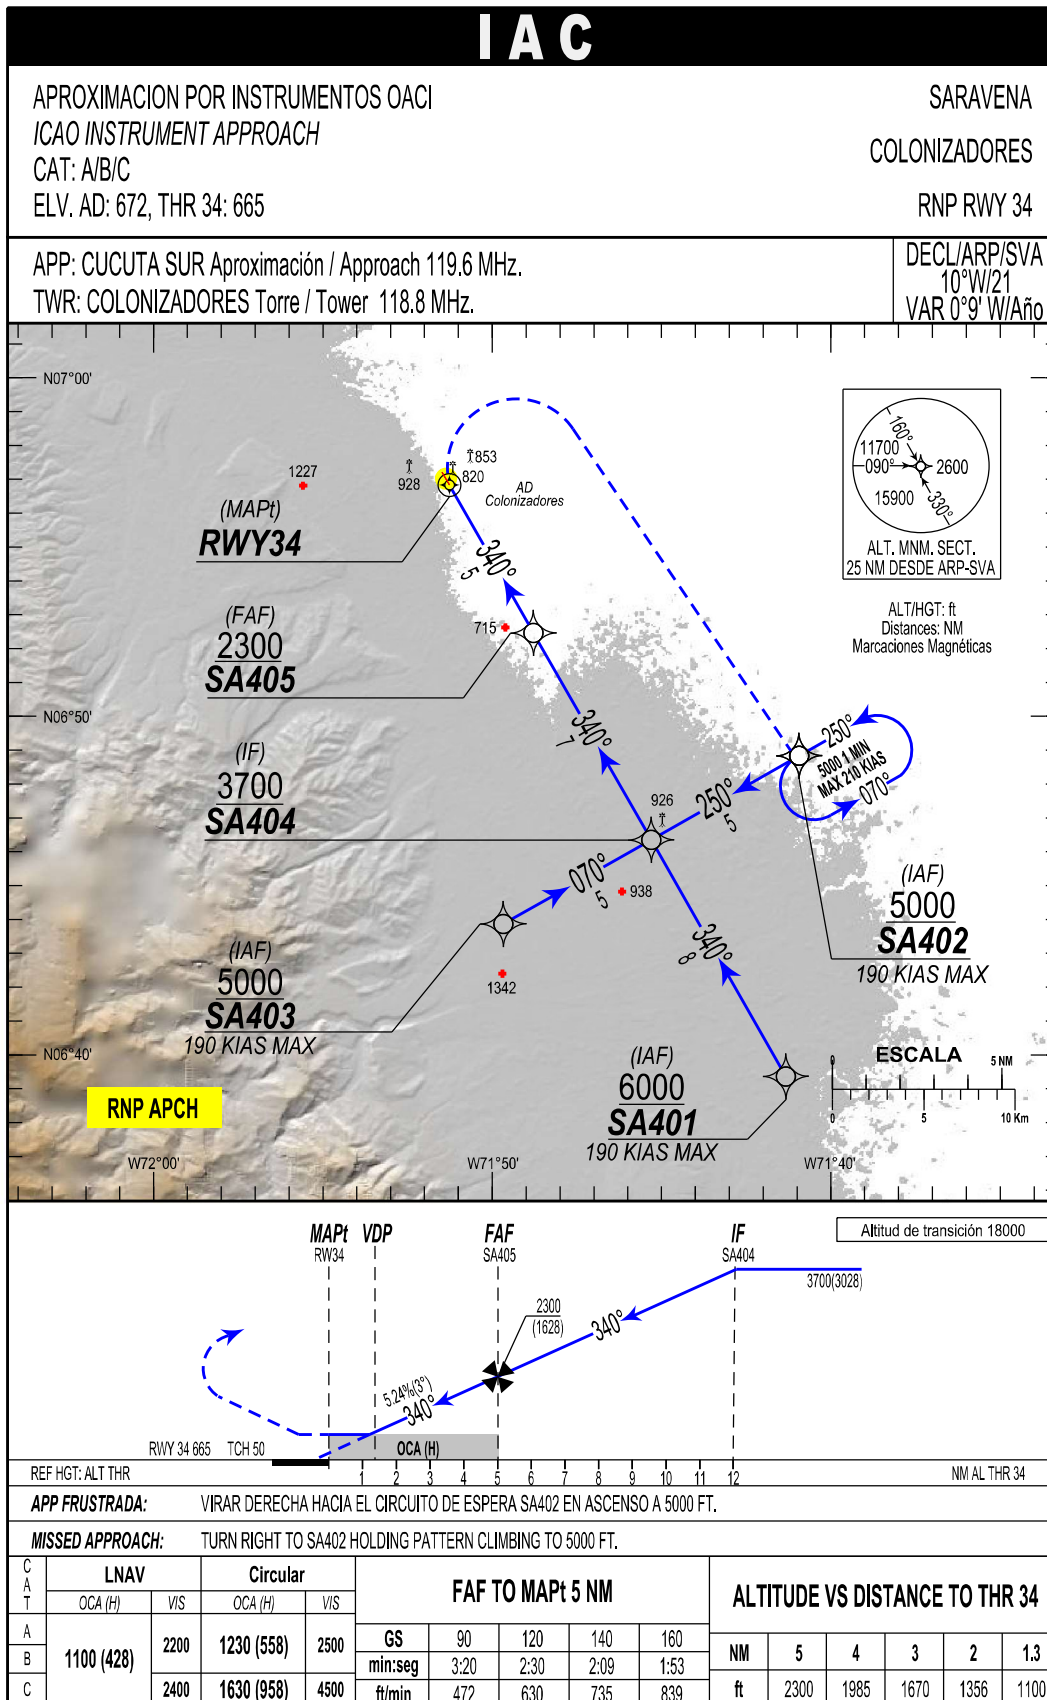 IAC
APROXIMACION POR INSTRUMENTOS OACI
ICAO INSTRUMENT APPROACH
CAT: A/B/C
ELV. AD: 672, THR 34: 665
SARAVENA
COLONIZADORES
RNP RWY 34
APP: CUCUTA SUR Aproximación / Approach 119.6 MHz.
TWR: COLONIZADORES Torre / Tower 118.8 MHz.
DECL/ARP/SVA
10°W/21
VAR 0°9' W/Año
N07°00'
1227
928
853
820
AD
Colonizadores
(MAPt)
RWY34
160°
11700
090°
2600
15900
330°
ALT. MNM. SECT.
25 NM DESDE ARP-SVA
ALT/HGT: ft
Distances: NM
Marcaciones Magnéticas
340°
5
(FAF)
2300
SA405
715
N06°50'
340°
7
(IF)
3700
SA404
926
250°
5
250°
5000 1.MIN
MAX 210 KIAS
070°
070°
5
938
(IAF)
5000
SA402
190 KIAS MAX
(IAF)
5000
SA403
190 KIAS MAX
1342
340°
8
N06°40'
RNP APCH
(IAF)
6000
SA401
190 KIAS MAX
ESCALA
0
5 NM
0
5
10 Km
W72°00'
W71°50'
W71°40'
MAPt
RW34
VDP
FAF
SA405
IF
SA404
Altitud de transición 18000
3700(3028)
2300
(1628)
340°
5.24%(3°)
340°
RWY 34 665
TCH 50
OCA (H)
REF HGT: ALT THR
1 2 3 4 5 6 7 8 9 10 11 12
NM AL THR 34
APP FRUSTRADA: VIRAR DERECHA HACIA EL CIRCUITO DE ESPERA SA402 EN ASCENSO A 5000 FT.
MISSED APPROACH: TURN RIGHT TO SA402 HOLDING PATTERN CLIMBING TO 5000 FT.
CAT
LNAV
Circular
OCA (H) VIS OCA (H) VIS
A
B
C
1100 (428)
2200
1230 (558)
2500
2400
1630 (958)
4500
FAF TO MAPt 5 NM
GS 90 120 140 160
min:seg 3:20 2:30 2:09 1:53
ft/min 472 630 735 839
ALTITUDE VS DISTANCE TO THR 34
NM 5 4 3 2 1.3
ft 2300 1985 1670 1356 1100